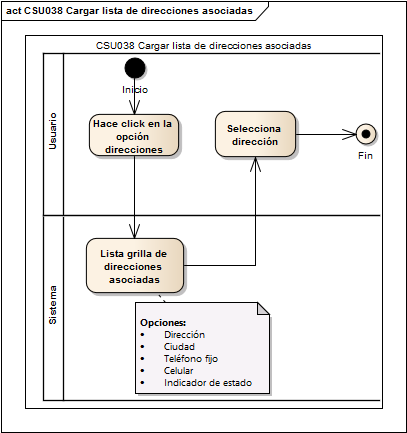 act CSU038 Cargar lista de direcciones asociadas
CSU038 Cargar lista de direcciones asociadas
Usuario
Inicio
Hace click en la
opción
direcciones
Selecciona
dirección
Fin
Sistema
Lista grilla de
direcciones
asociadas
Opciones:
• Dirección
• Ciudad
• Teléfono fijo
• Celular
• Indicador de estado